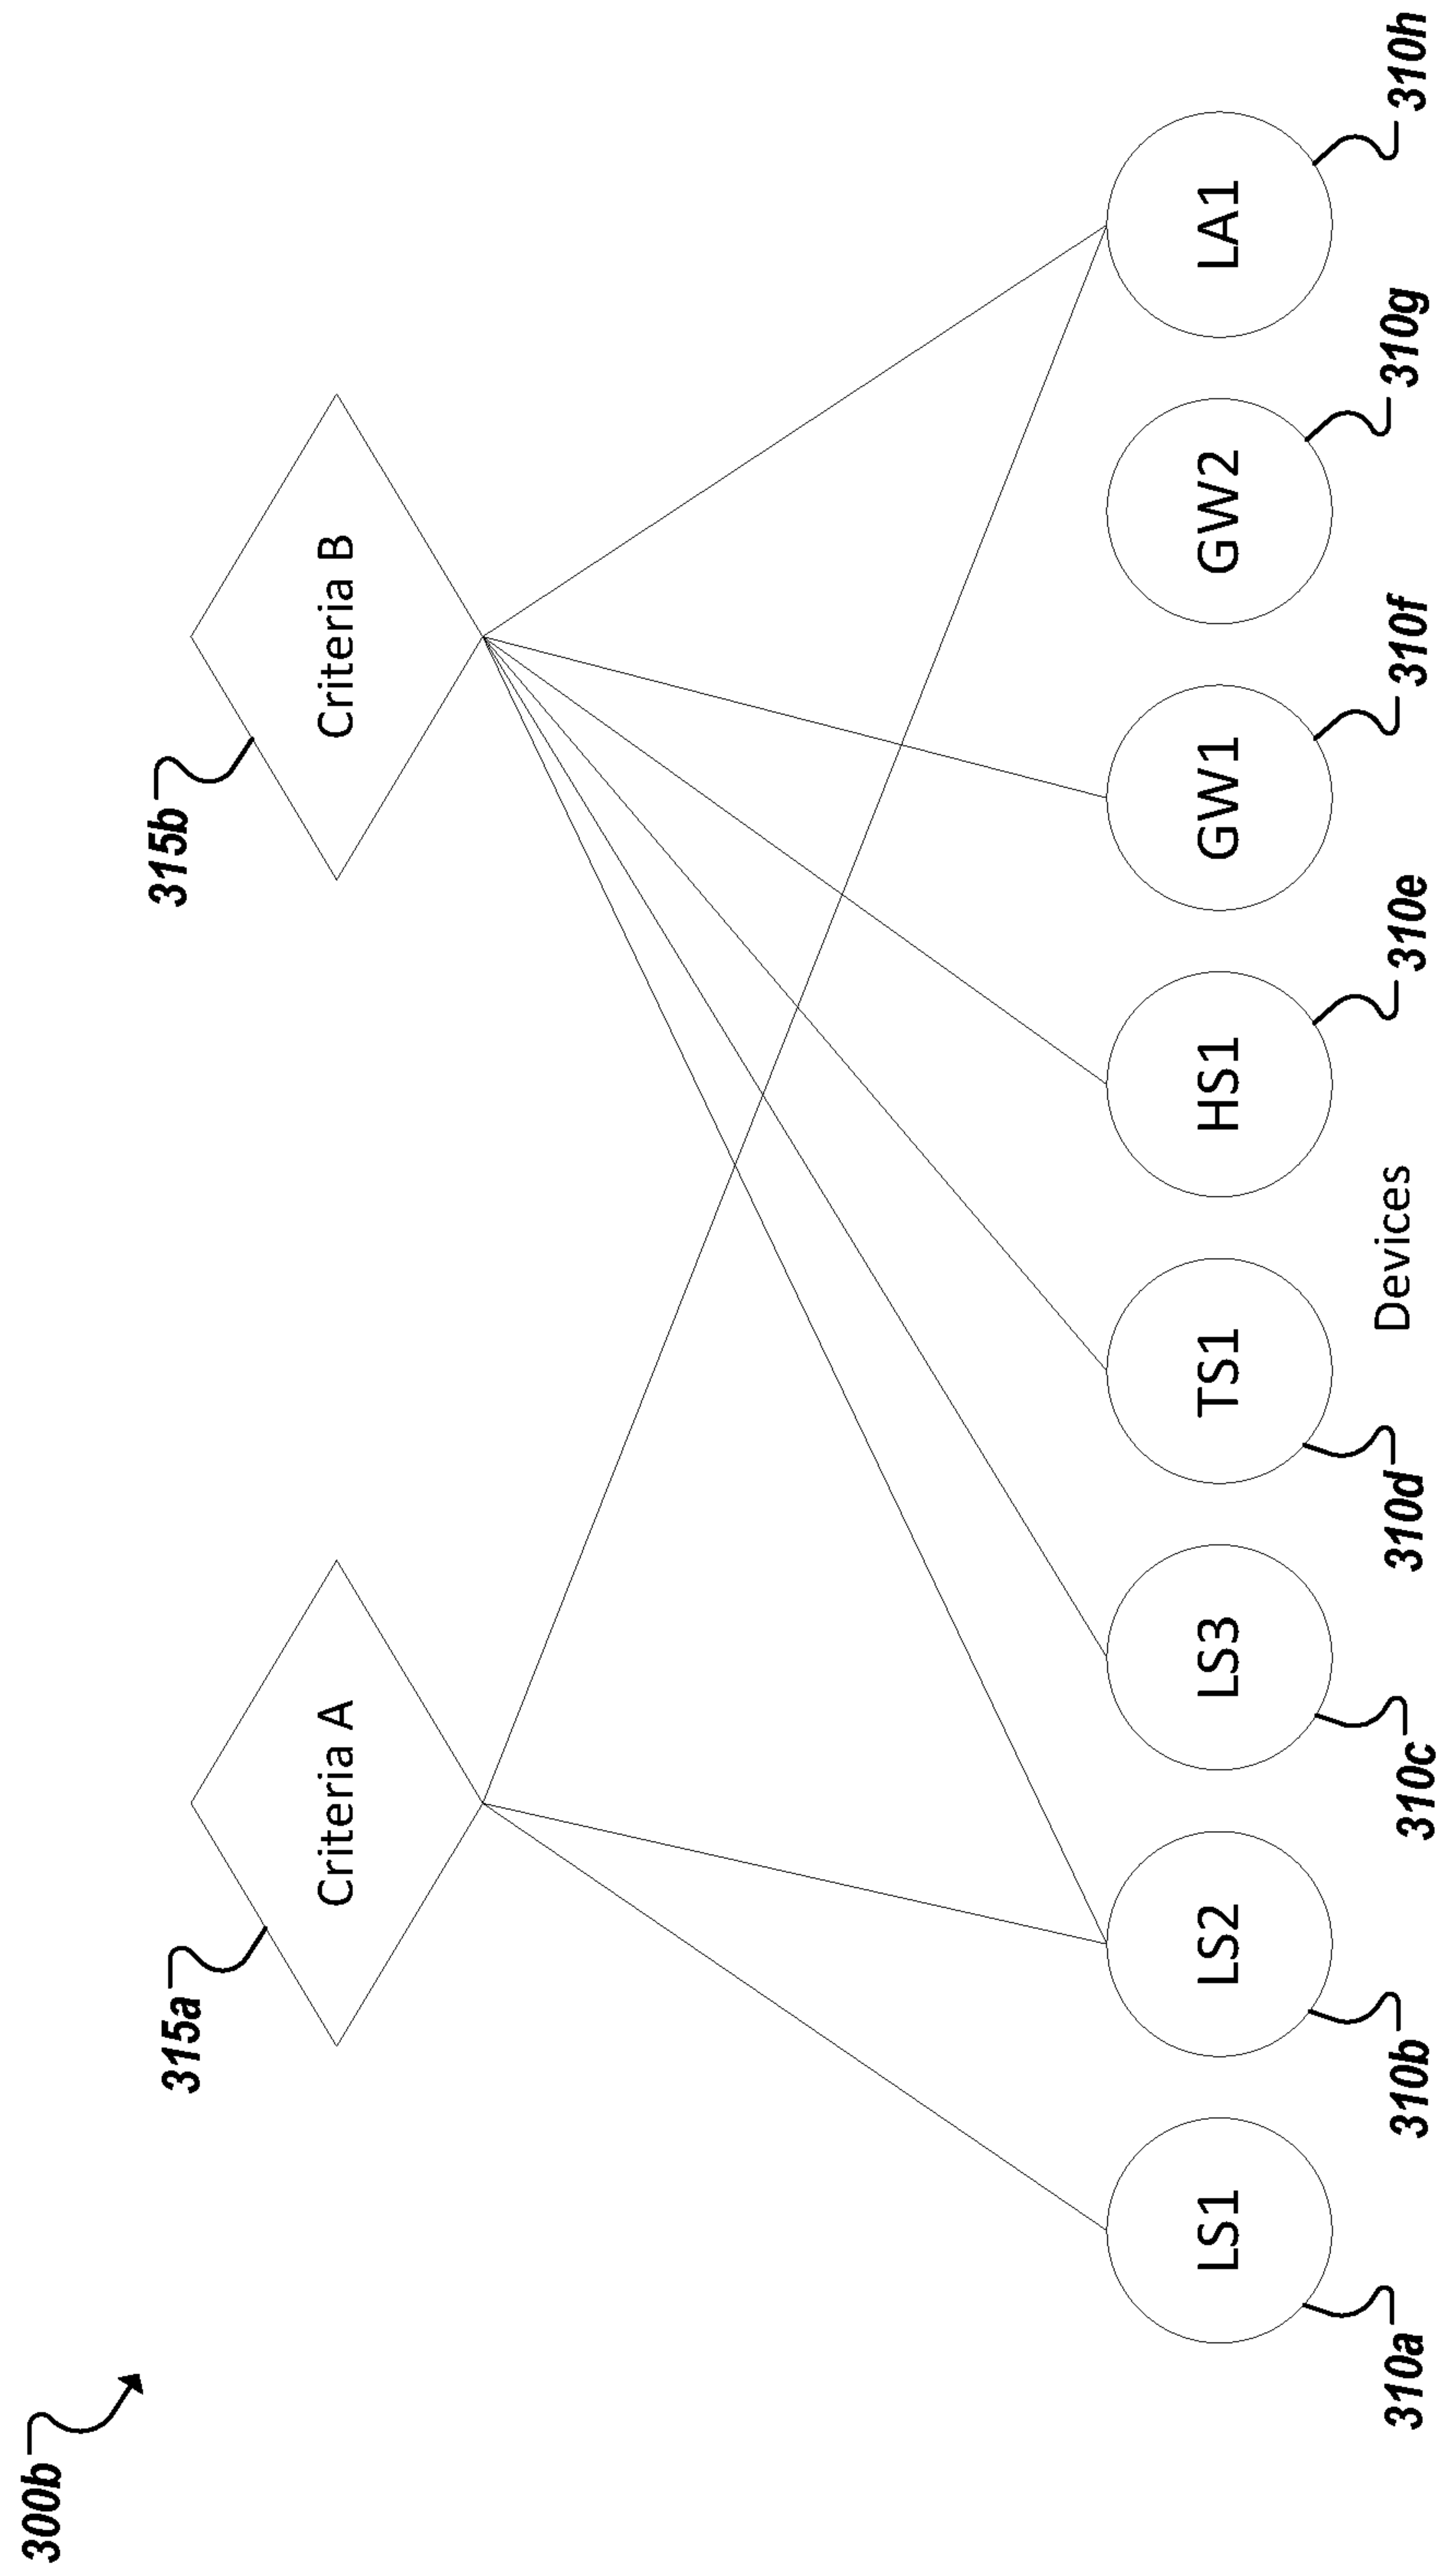 300b
315a
315b
Criteria A
Criteria B
LS1
LS2
LS3
TS1
HS1
GW1
GW2
LA1
310a
310b
310c
310d
Devices
310e
310f
310g
310h